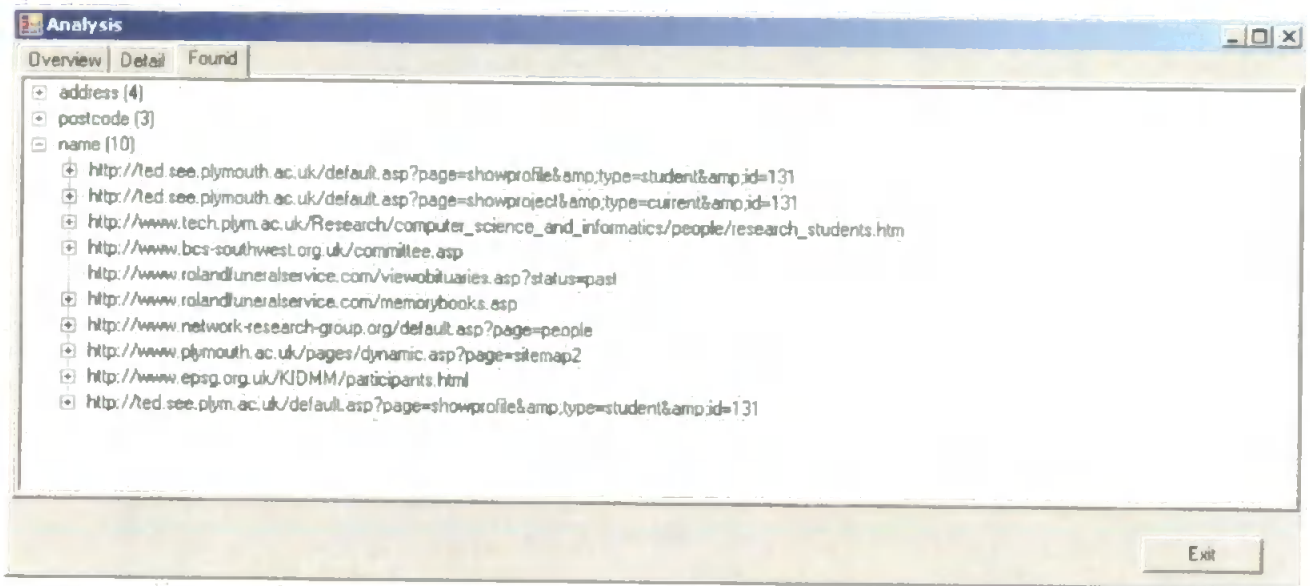 Analysis
Overview Detail Found
address (4)
postcode (3)
name (10)
http://ted.see.plymouth.ac.uk/default.asp?page=showprofile&amp;type=student&amp;id=131
http://ted.see.plymouth.ac.uk/default.asp?page=showproject&amp;type=current&amp;id=131
http://www.tech.plym.ac.uk/Research/computer_science_and_informatics/people/research_students.htm
http://www.bcs-southwest.org.uk/committee.asp
http://www.rolandfuneralservice.com/viewobituaries.asp?status=past
http://www.rolandfuneralservice.com/memorybooks.asp
http://www.network-research-group.org/default.asp?page=people
http://www.plymouth.ac.uk/pages/dynamic.asp?page=sitemap2
http://www.epsg.org.uk/KIDMM/participants.html
http://ted.see.plym.ac.uk/default.asp?page=showprofile&amp;type=student&amp;id=131
Exit